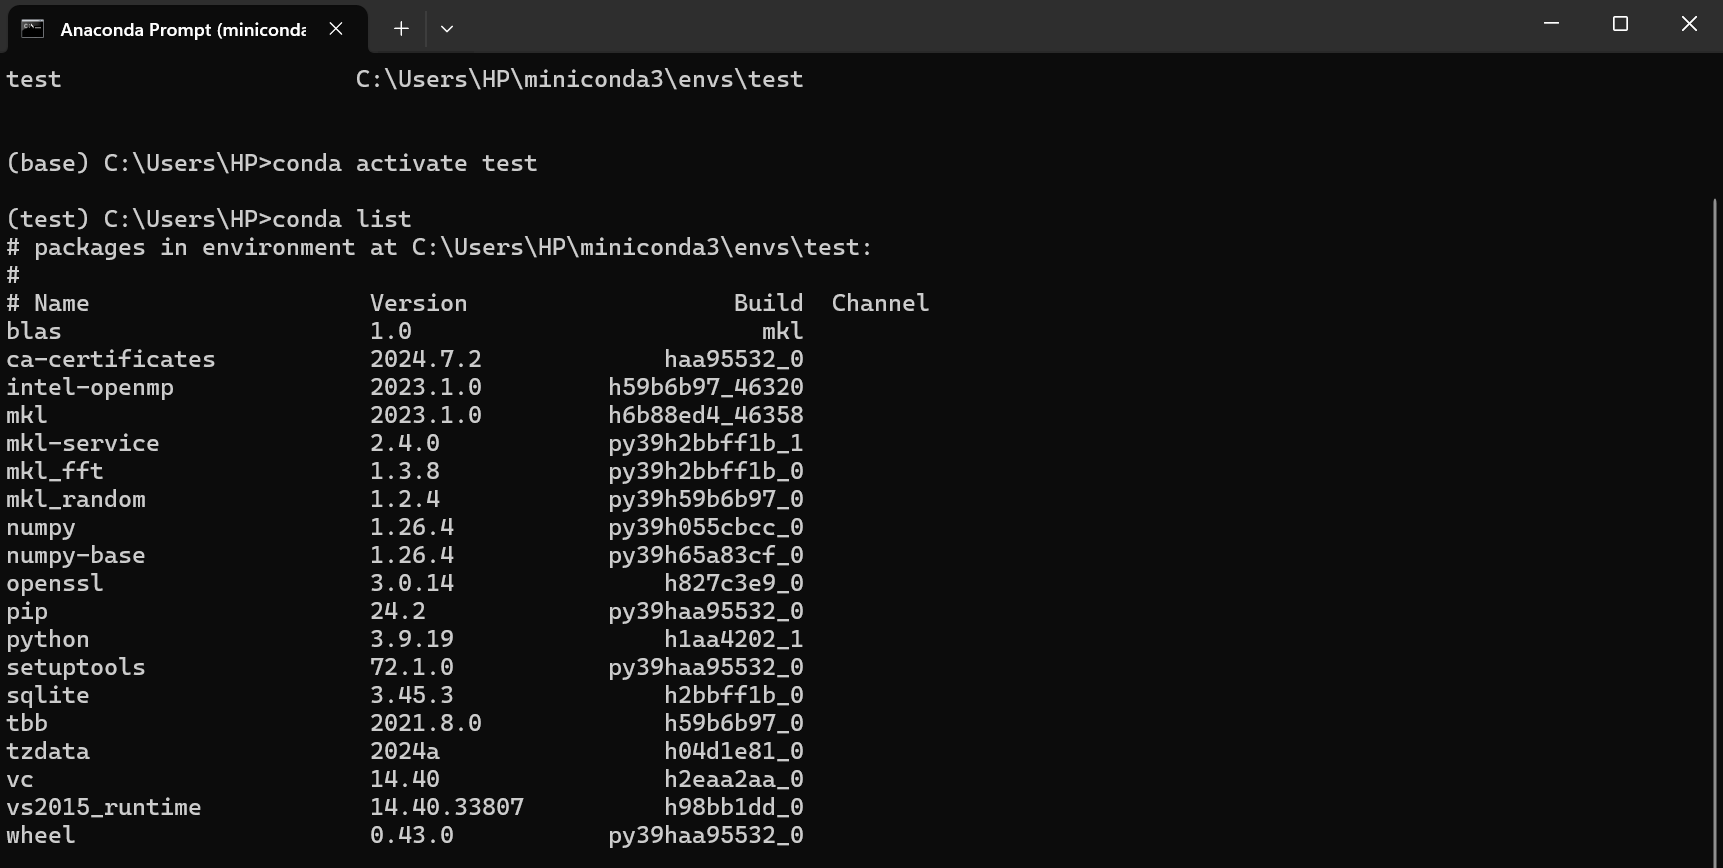 Anaconda Prompt (miniconda
test C:\Users\HP\miniconda3\envs\test
(base) C:\Users\HP>conda activate test
(test) C:\Users\HP>conda list
# packages in environment at C:\Users\HP\miniconda3\envs\test:
#
# Name Version Build Channel
blas 1.0 mkl
ca-certificates 2024.7.2 haa95532_0
intel-openmp 2023.1.0 h59b6b97_46320
mkl 2023.1.0 h6b88ed4_46358
mkl-service 2.4.0 py39h2bbff1b_1
mkl_fft 1.3.8 py39h2bbff1b_0
mkl_random 1.2.4 py39h59b6b97_0
numpy 1.26.4 py39h055cbcc_0
numpy-base 1.26.4 py39h65a83cf_0
openssl 3.0.14 h827c3e9_0
pip 24.2 py39haa95532_0
python 3.9.19 h1aa4202_1
setuptools 72.1.0 py39haa95532_0
sqlite 3.45.3 h2bbff1b_0
tbb 2021.8.0 h59b6b97_0
tzdata 2024a h04d1e81_0
vc 14.40 h2eaa2aa_0
vs2015_runtime 14.40.33807 h98bb1dd_0
wheel 0.43.0 py39haa95532_0